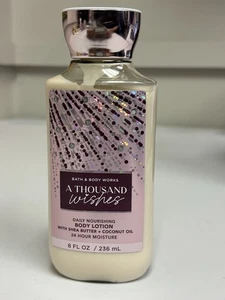 BATH & BODY WORKS
A THOUSAND
wishes
DAILY NOURISHING
BODY LOTION
WITH SHEA BUTTER + COCONUT OIL
24 HOUR MOISTURE
8 FL OZ / 236 mL